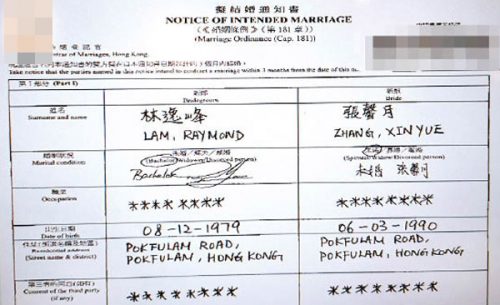 擬結婚通知書
NOTICE OF INTENDED MARRIAGE
(《婚姻條例》(第181章))
(Marriage Ordinance (Cap. 181))
Registrar of Marriages, Hong Kong.
Take notice that the parties named in this notice intend to contract a marriage within 3 months from the date of this
第I部分 (Part I)
新郎
Bridegroom
新娘
Bride
姓名
Surname and name
林逸峰
LAM, RAYMOND
張馨月
ZHANG, XINYUE
婚姻狀況
Marital condition
(Bachelor/Widower/Divorced person)
Bachelor
(Spinster/Widow/Divorced person)
未婚 張馨月
職業
Occupation
******** 
********
出生日期
Date of birth
08-12-1979
06-03-1990
Residential address
(Street name & district)
POKFULAM ROAD,
POKFULAM, HONG KONG
POKFULAM ROAD,
POKFULAM, HONG KONG
Consent of the third party
(if any)
********
********